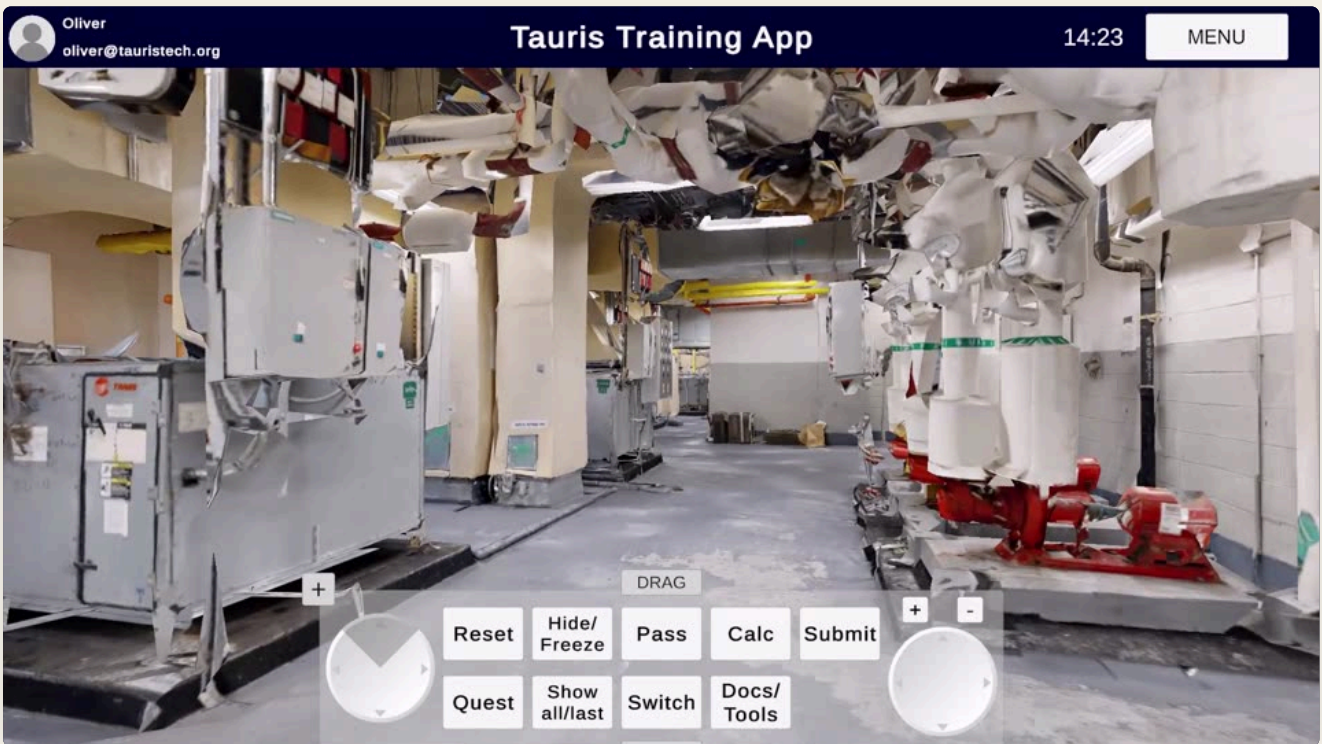 Oliver
oliver@tauristech.org
Tauris Training App
14:23
MENU
TRANE
DRAG
+
+
-
Reset
Hide/
Freeze
Pass
Calc
Submit
Quest
Show
all/last
Switch
Docs/
Tools